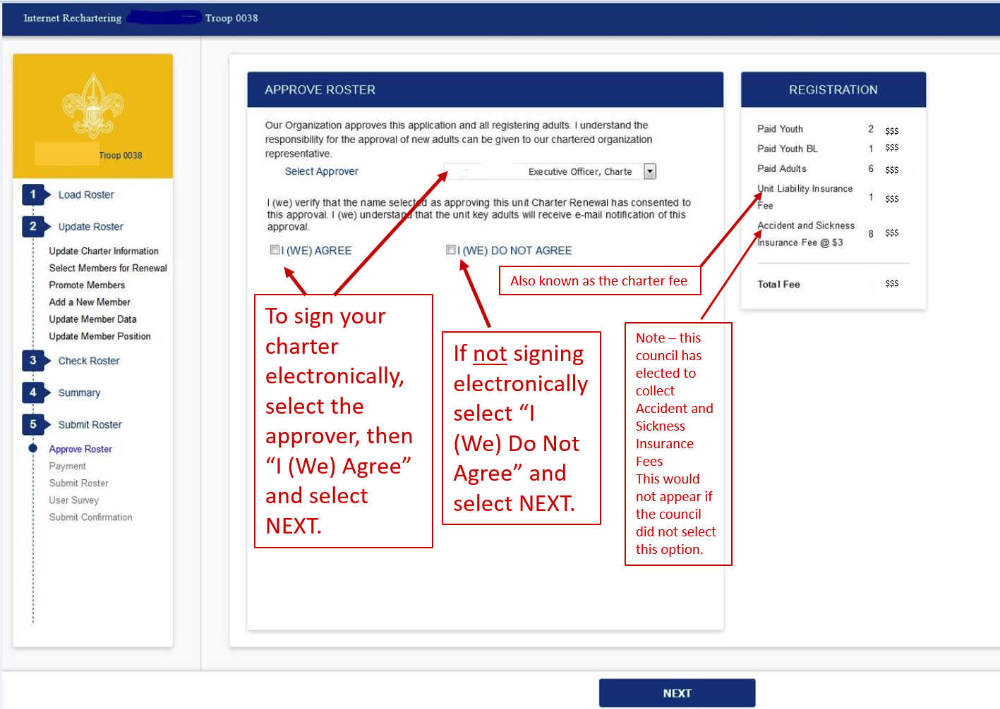 Internet Rechartering Troop 0038
Troop 0038
1 Load Roster
2 Update Roster
Update Charter Information
Select Members for Renewal
Promote Members
Add a New Member
Update Member Data
Update Member Position
3 Check Roster
4 Summary
5 Submit Roster
Approve Roster
Payment
Submit Roster
User Survey
Submit Confirmation
APPROVE ROSTER
Our Organization approves this application and all registering adults. I understand the
responsibility for the approval of new adults can be given to our chartered organization
representative.
Select Approver
Executive Officer, Charte
I (we) verify that the name selected as approving this unit Charter Renewal has consented to
this approval. I (we) understand that the unit key adults will receive e-mail notification of this
approval.
I (WE) AGREE
I (WE) DO NOT AGREE
To sign your
charter
electronically,
select the
approver, then
“I (We) Agree”
and select
NEXT.
If not signing
electronically
select “I
(We) Do Not
Agree” and
select NEXT.
Also known as the charter fee
Note – this
council has
elected to
collect
Accident and
Sickness
Insurance
Fees
This would
not appear if
the council
did not select
this option.
REGISTRATION
Paid Youth 2 $$$
Paid Youth BL 1 $$$
Paid Adults 6 $$$
Unit Liability Insurance
Fee 1 $$$
Accident and Sickness
Insurance Fee @ $3 8 $$$
Total Fee $$$
NEXT